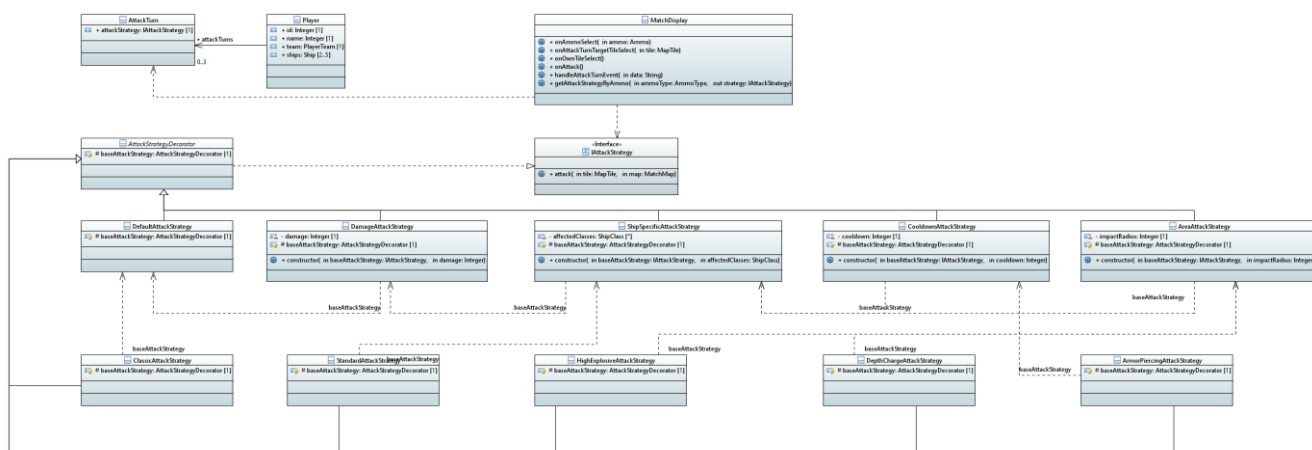 AttackTurn
+ attackStrategy: IAttackStrategy [1]
+ attackTurns
0..3
Player
+ id: Integer [1]
+ name: Integer [1]
+ team: PlayerTeam [1]
+ ships: Ship [2..5]
MatchDisplay
+ onAmmoSelect( in ammo: Ammo)
+ onAttackTurnTargetTileSelect( in tile: MapTile)
+ onOwnTileSelect()
+ onAttack()
+ handleAttackTurnEvent( in data: String)
+ getAttackStrategyByAmmo( in ammoType: AmmoType, out strategy: IAttackStrategy)
AttackStrategyDecorator
# baseAttackStrategy: AttackStrategyDecorator [1]
«Interface»
IAttackStrategy
+ attack( in tile: MapTile, in map: MatchMap)
DefaultAttackStrategy
# baseAttackStrategy: AttackStrategyDecorator [1]
DamageAttackStrategy
- damage: Integer [1]
# baseAttackStrategy: AttackStrategyDecorator [1]
+ constructor( in baseAttackStrategy: IAttackStrategy, in damage: Integer)
ShipSpecificAttackStrategy
- affectedClasses: ShipClass [*]
# baseAttackStrategy: AttackStrategyDecorator [1]
+ constructor( in baseAttackStrategy: IAttackStrategy, in affectedClasses: ShipClass)
CooldownAttackStrategy
- cooldown: Integer [1]
# baseAttackStrategy: AttackStrategyDecorator [1]
+ constructor( in baseAttackStrategy: IAttackStrategy, in cooldown: Integer)
AreaAttackStrategy
- impactRadius: Integer [1]
# baseAttackStrategy: AttackStrategyDecorator [1]
+ constructor( in baseAttackStrategy: IAttackStrategy, in impactRadius: Integer
baseAttackStrategy
baseAttackStrategy
baseAttackStrategy
baseAttackStrategy
baseAttackStrategy
baseAttackStrategy
baseAttackStrategy
baseAttackStrategy
baseAttackStrategy
ClassicAttackStrategy
# baseAttackStrategy: AttackStrategyDecorator [1]
StandardAttackStrategy
# baseAttackStrategy: AttackStrategyDecorator [1]
HighExplosiveAttackStrategy
# baseAttackStrategy: AttackStrategyDecorator [1]
DepthChargeAttackStrategy
# baseAttackStrategy: AttackStrategyDecorator [1]
ArmorPiercingAttackStrategy
# baseAttackStrategy: AttackStrategyDecorator [1]